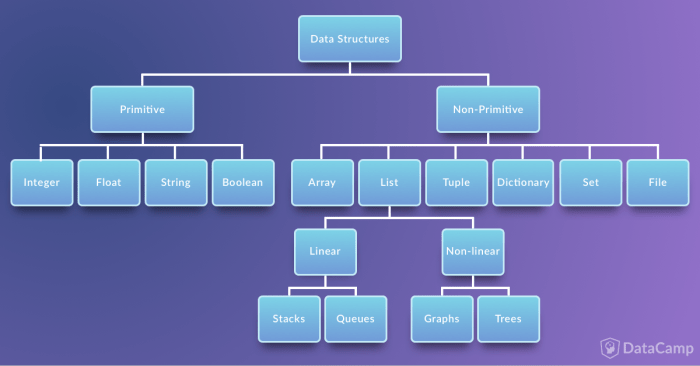 Data Structures
Primitive
Non-Primitive
Integer
Float
String
Boolean
Array
List
Tuple
Dictionary
Set
File
Linear
Non-linear
Stacks
Queues
Graphs
Trees
DataCamp